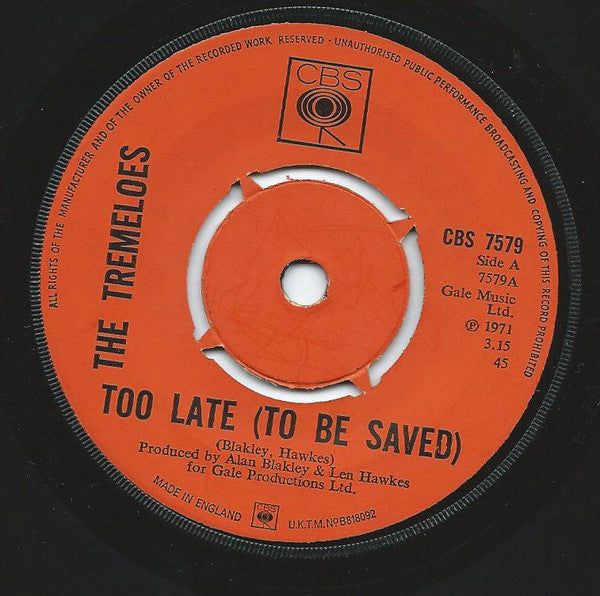 ALL RIGHTS OF THE MANUFACTURER AND OF THE OWNER OF THE RECORDED WORK RESERVED · UNAUTHORISED PUBLIC PERFORMANCE BROADCASTING AND COPYING OF THIS RECORD PROHIBITED
CBS
THE TREMELOES
CBS 7579
Side A
7579A
Gale Music
Ltd.
℗ 1971
3.15
45
TOO LATE (TO BE SAVED)
(Blakley, Hawkes)
Produced by Alan Blakley & Len Hawkes
for Gale Productions Ltd.
MADE IN ENGLAND
CBS
U.K.T.M.NºB818092